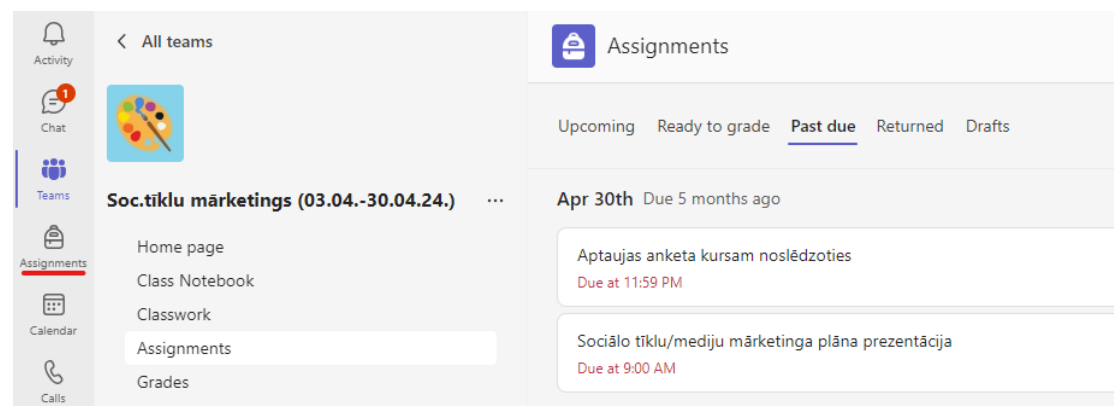 Activity
1
Chat
Teams
Assignments
Calendar
Calls
All teams
Soc.tīklu mārketings (03.04.-30.04.24.) ...
Home page
Class Notebook
Classwork
Assignments
Grades
Assignments
Upcoming Ready to grade Past due Returned Drafts
Apr 30th Due 5 months ago
Aptaujas anketa kursam noslēdzoties
Due at 11:59 PM
Sociālo tīklu/mediju mārketinga plāna prezentācija
Due at 9:00 AM